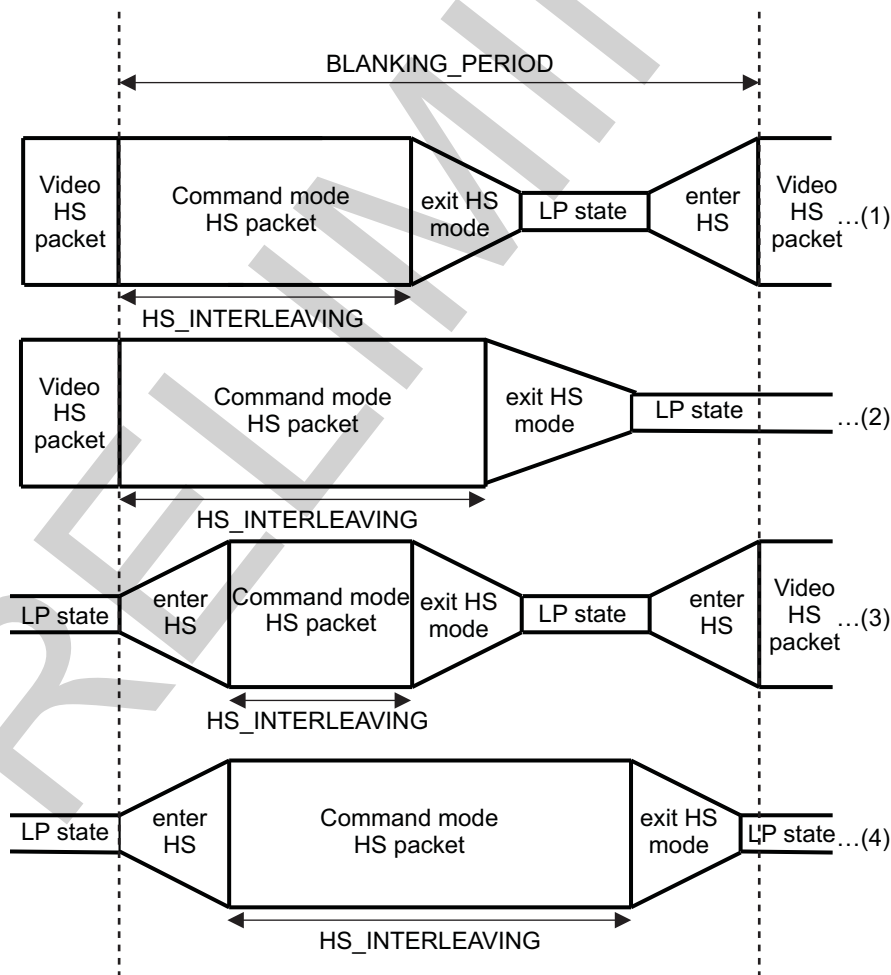 BLANKING_PERIOD
Video
HS
packet
Command mode
HS packet
exit HS
mode
LP state
enter
HS
Video
HS
packet
…(1)
HS_INTERLEAVING
Video
HS
packet
Command mode
HS packet
exit HS
mode
LP state
…(2)
HS_INTERLEAVING
LP state
enter
HS
Command mode
HS packet
exit HS
mode
LP state
enter
HS
Video
HS
packet
…(3)
HS_INTERLEAVING
LP state
enter
HS
Command mode
HS packet
exit HS
mode
LP state
…(4)
HS_INTERLEAVING
RELIMI